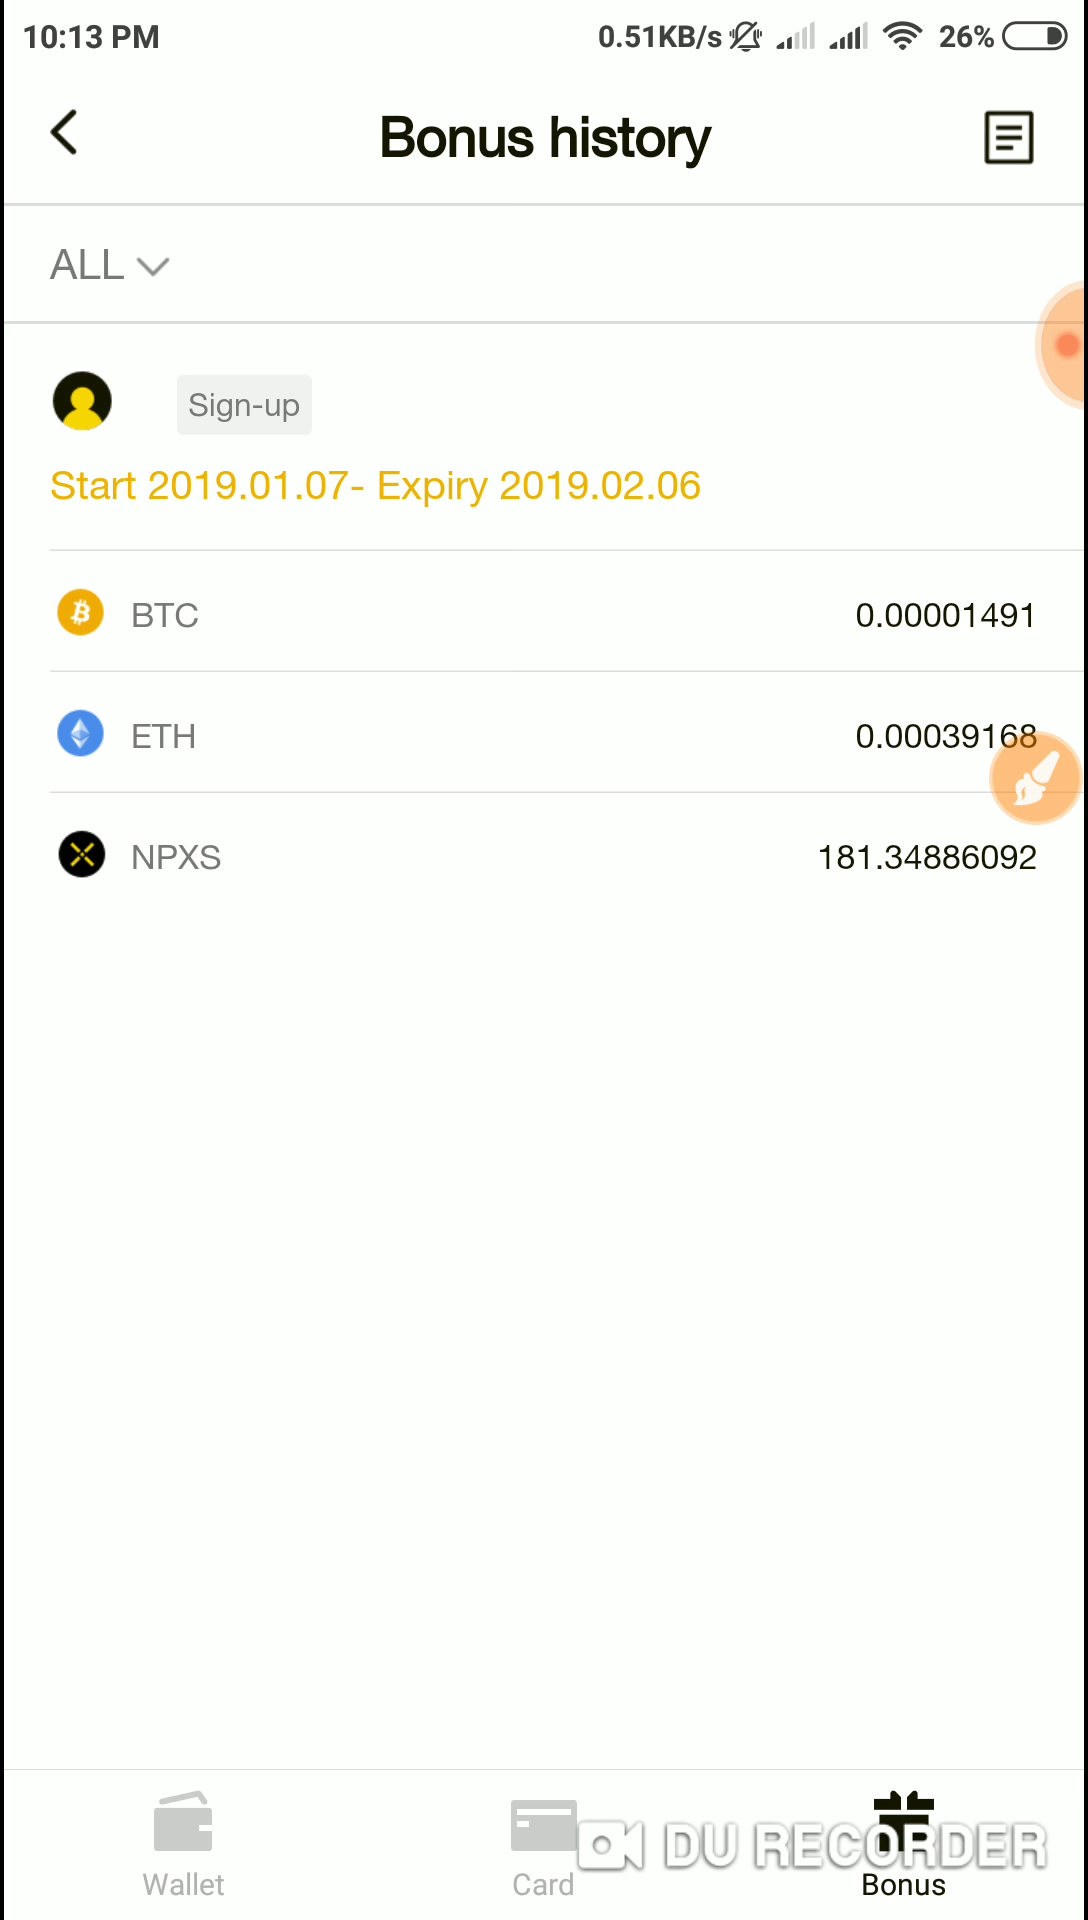 10:13 PM 0.51KB/s 26%
Bonus history
ALL
Sign-up
Start 2019.01.07- Expiry 2019.02.06
BTC 0.00001491
ETH 0.00039168
NPXS 181.34886092
DU RECORDER
Wallet Card Bonus